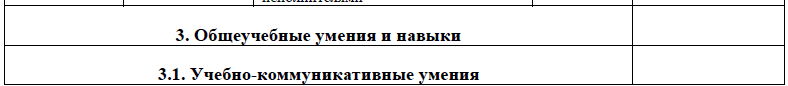 3. Общеучебные умения и навыки
3.1. Учебно-коммуникативные умения